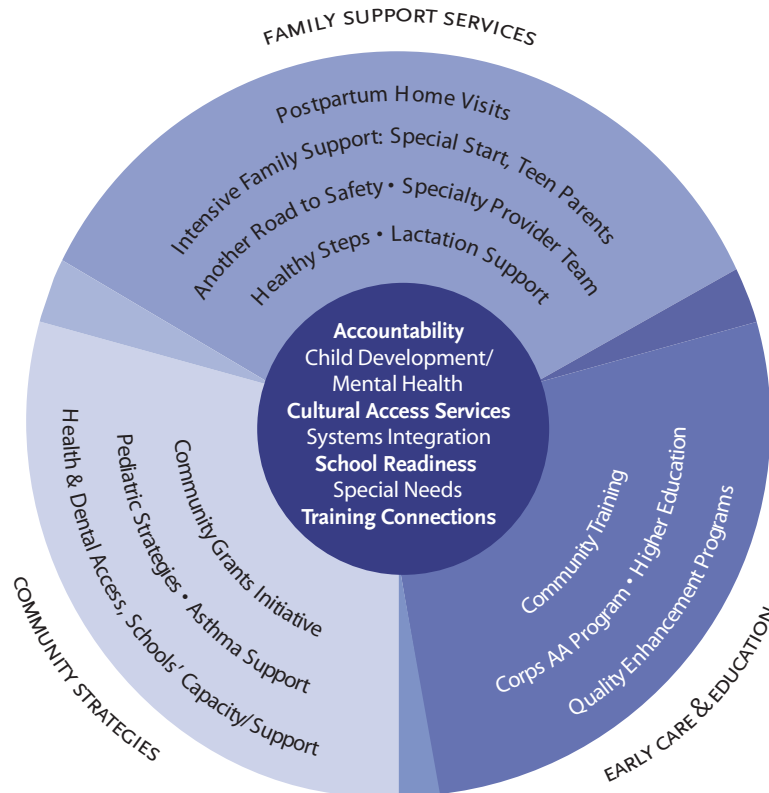 FAMILY SUPPORT SERVICES
Postpartum Home Visits
Intensive Family Support: Special Start, Teen Parents
Another Road to Safety • Specialty Provider Team
Healthy Steps • Lactation Support
Accountability
Child Development/
Mental Health
Cultural Access Services
Systems Integration
School Readiness
Special Needs
Training Connections
Community Grants Initiative
Pediatric Strategies • Asthma Support
Health & Dental Access, Schools’ Capacity/Support
COMMUNITY STRATEGIES
Community Training
Corps AA Program • Higher Education
Quality Enhancement Programs
EARLY CARE & EDUCATION